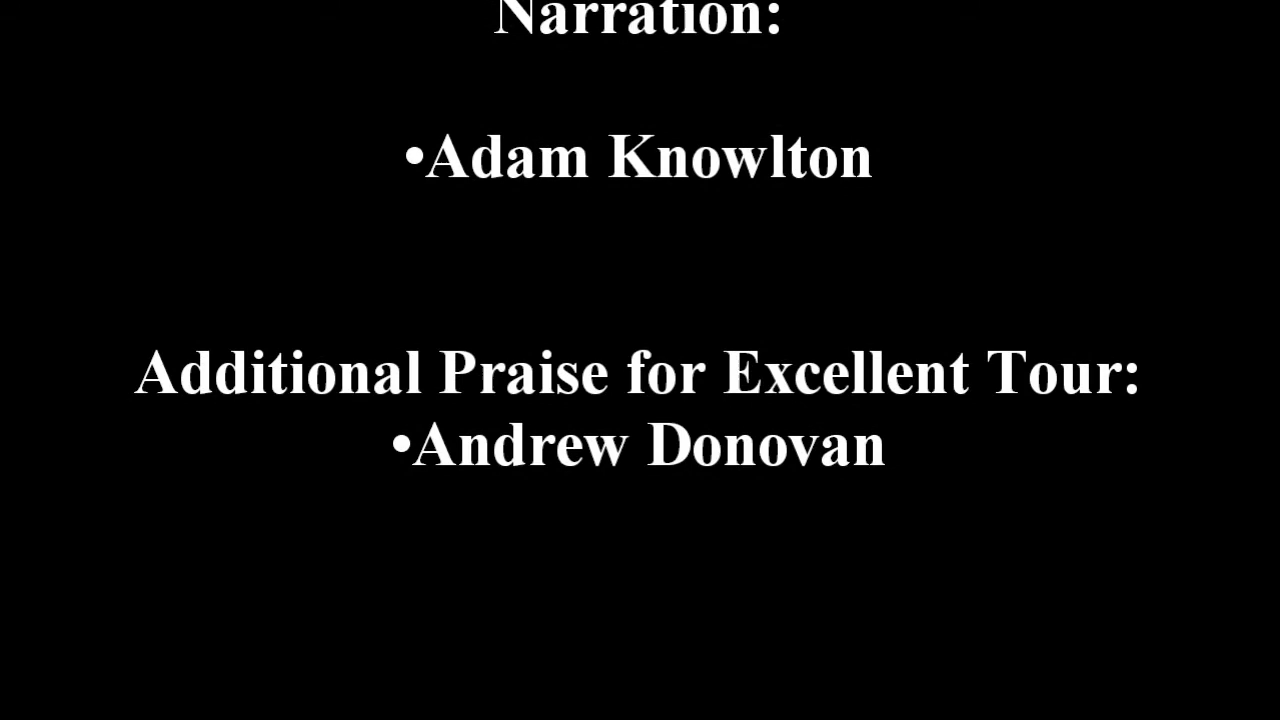 Narration:
•Adam Knowlton
Additional Praise for Excellent Tour:
•Andrew Donovan